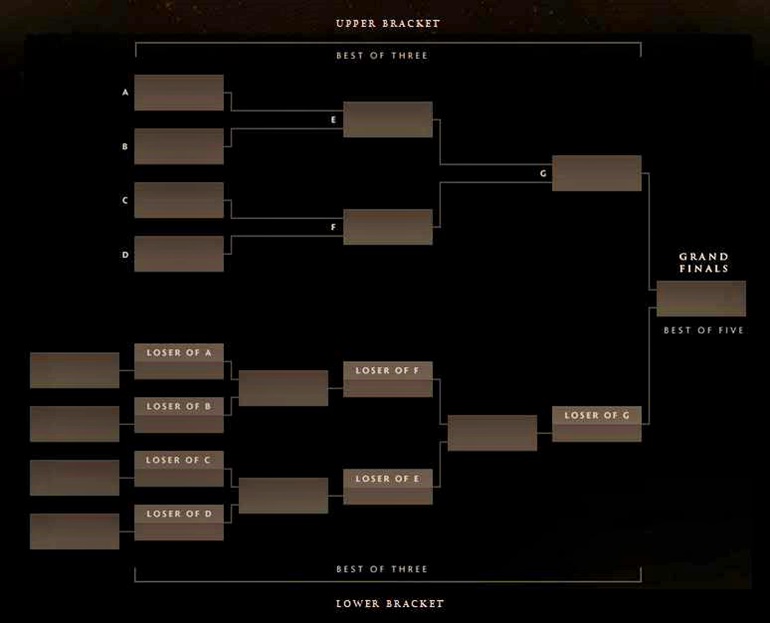 UPPER BRACKET
BEST OF THREE
A
E
B
G
C
F
D
GRAND
FINALS
BEST OF FIVE
LOSER OF A
LOSER OF F
LOSER OF B
LOSER OF G
LOSER OF C
LOSER OF E
LOSER OF D
BEST OF THREE
LOWER BRACKET